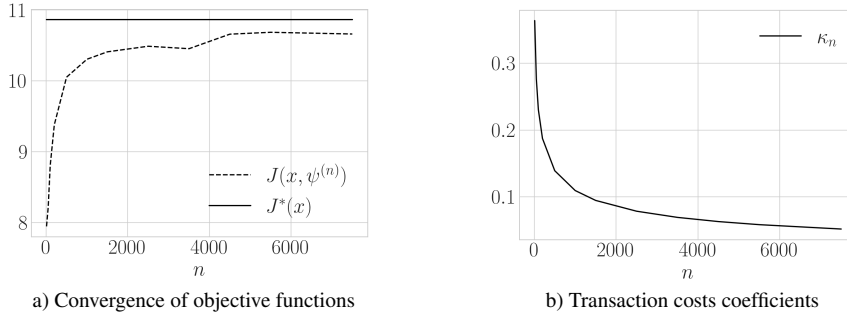 11
10
9
8
J(x, ψ^(n))
J*(x)
0 2000 4000 6000
n
a) Convergence of objective functions
0.3
0.2
0.1
κ_n
0 2000 4000 6000
n
b) Transaction costs coefficients